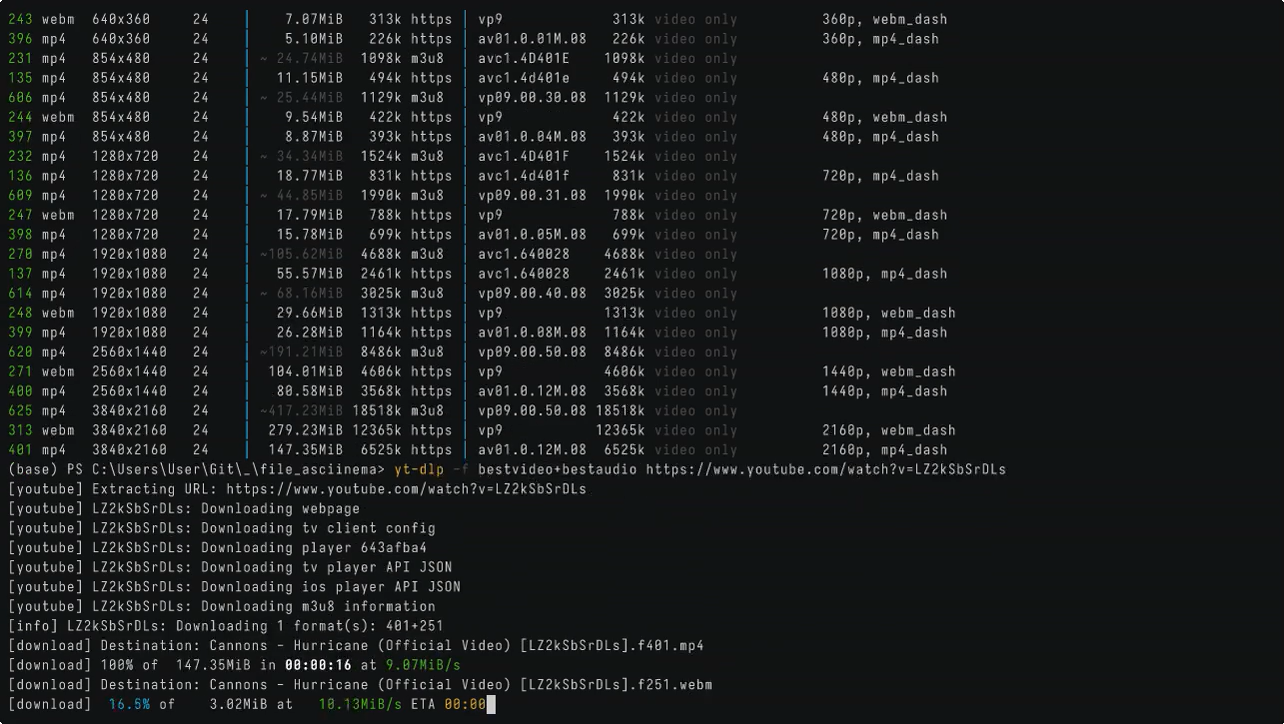 243 webm 640x360 24 │ 7.07MiB 313k https │ vp9 313k video only 360p, webm_dash
396 mp4 640x360 24 │ 5.10MiB 226k https │ av01.0.01M.08 226k video only 360p, mp4_dash
231 mp4 854x480 24 │ ~ 24.74MiB 1098k m3u8 │ avc1.4D401E 1098k video only
135 mp4 854x480 24 │ 11.15MiB 494k https │ avc1.4d401e 494k video only 480p, mp4_dash
606 mp4 854x480 24 │ ~ 25.44MiB 1129k m3u8 │ vp09.00.30.08 1129k video only
244 webm 854x480 24 │ 9.54MiB 422k https │ vp9 422k video only 480p, webm_dash
397 mp4 854x480 24 │ 8.87MiB 393k https │ av01.0.04M.08 393k video only 480p, mp4_dash
232 mp4 1280x720 24 │ ~ 34.34MiB 1524k m3u8 │ avc1.4D401F 1524k video only
136 mp4 1280x720 24 │ 18.77MiB 831k https │ avc1.4d401f 831k video only 720p, mp4_dash
609 mp4 1280x720 24 │ ~ 44.85MiB 1990k m3u8 │ vp09.00.31.08 1990k video only
247 webm 1280x720 24 │ 17.79MiB 788k https │ vp9 788k video only 720p, webm_dash
398 mp4 1280x720 24 │ 15.78MiB 699k https │ av01.0.05M.08 699k video only 720p, mp4_dash
270 mp4 1920x1080 24 │ ~105.62MiB 4688k m3u8 │ avc1.640028 4688k video only
137 mp4 1920x1080 24 │ 55.57MiB 2461k https │ avc1.640028 2461k video only 1080p, mp4_dash
614 mp4 1920x1080 24 │ ~ 68.16MiB 3025k m3u8 │ vp09.00.40.08 3025k video only
248 webm 1920x1080 24 │ 29.66MiB 1313k https │ vp9 1313k video only 1080p, webm_dash
399 mp4 1920x1080 24 │ 26.28MiB 1164k https │ av01.0.08M.08 1164k video only 1080p, mp4_dash
620 mp4 2560x1440 24 │ ~191.21MiB 8486k m3u8 │ vp09.00.50.08 8486k video only
271 webm 2560x1440 24 │ 104.01MiB 4606k https │ vp9 4606k video only 1440p, webm_dash
400 mp4 2560x1440 24 │ 80.58MiB 3568k https │ av01.0.12M.08 3568k video only 1440p, mp4_dash
625 mp4 3840x2160 24 │ ~417.23MiB 18518k m3u8 │ vp09.00.50.08 18518k video only
313 webm 3840x2160 24 │ 279.23MiB 12365k https │ vp9 12365k video only 2160p, webm_dash
401 mp4 3840x2160 24 │ 147.35MiB 6525k https │ av01.0.12M.08 6525k video only 2160p, mp4_dash
(base) PS C:\Users\User\Git\_\file_asciinema> yt-dlp -f bestvideo+bestaudio https://www.youtube.com/watch?v=LZ2kSbSrDLs
[youtube] Extracting URL: https://www.youtube.com/watch?v=LZ2kSbSrDLs
[youtube] LZ2kSbSrDLs: Downloading webpage
[youtube] LZ2kSbSrDLs: Downloading tv client config
[youtube] LZ2kSbSrDLs: Downloading player 643afba4
[youtube] LZ2kSbSrDLs: Downloading tv player API JSON
[youtube] LZ2kSbSrDLs: Downloading ios player API JSON
[youtube] LZ2kSbSrDLs: Downloading m3u8 information
[info] LZ2kSbSrDLs: Downloading 1 format(s): 401+251
[download] Destination: Cannons - Hurricane (Official Video) [LZ2kSbSrDLs].f401.mp4
[download] 100% of 147.35MiB in 00:00:16 at 9.07MiB/s
[download] Destination: Cannons - Hurricane (Official Video) [LZ2kSbSrDLs].f251.webm
[download] 16.5% of 3.02MiB at 10.13MiB/s ETA 00:00